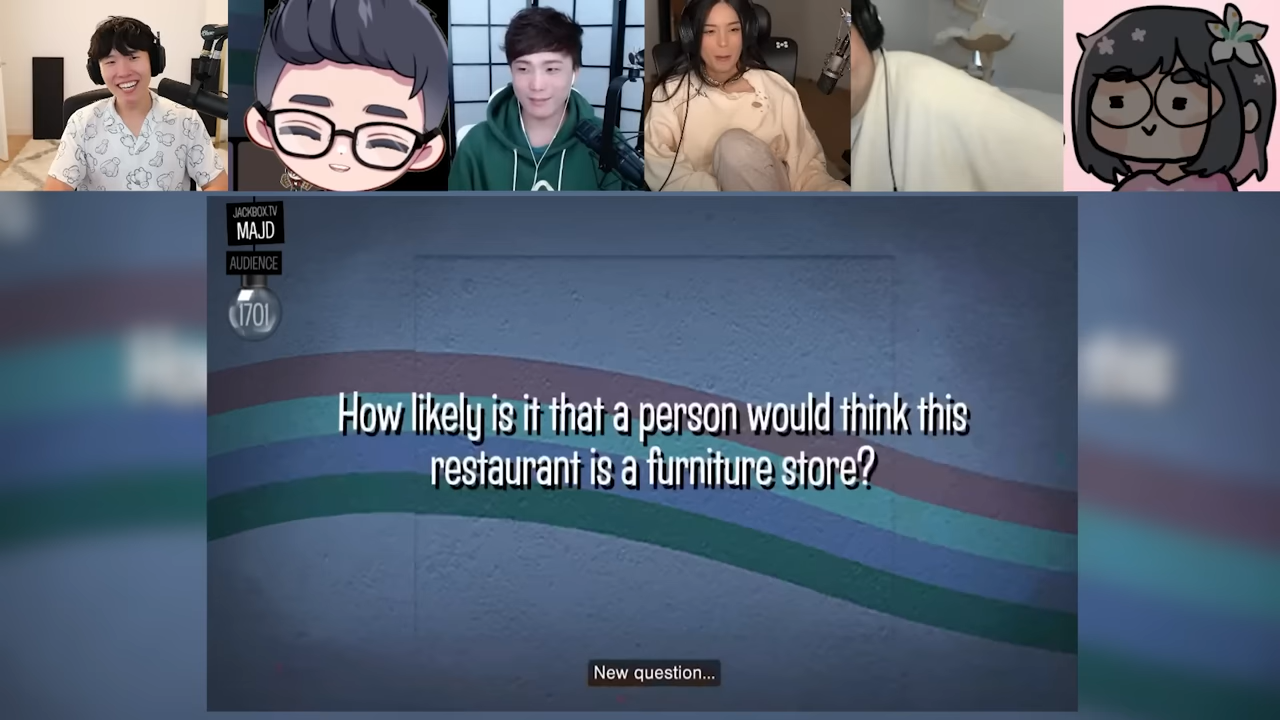 JACKBOX.TV
MAJD
AUDIENCE
1701
How likely is it that a person would think this
restaurant is a furniture store?
New question...